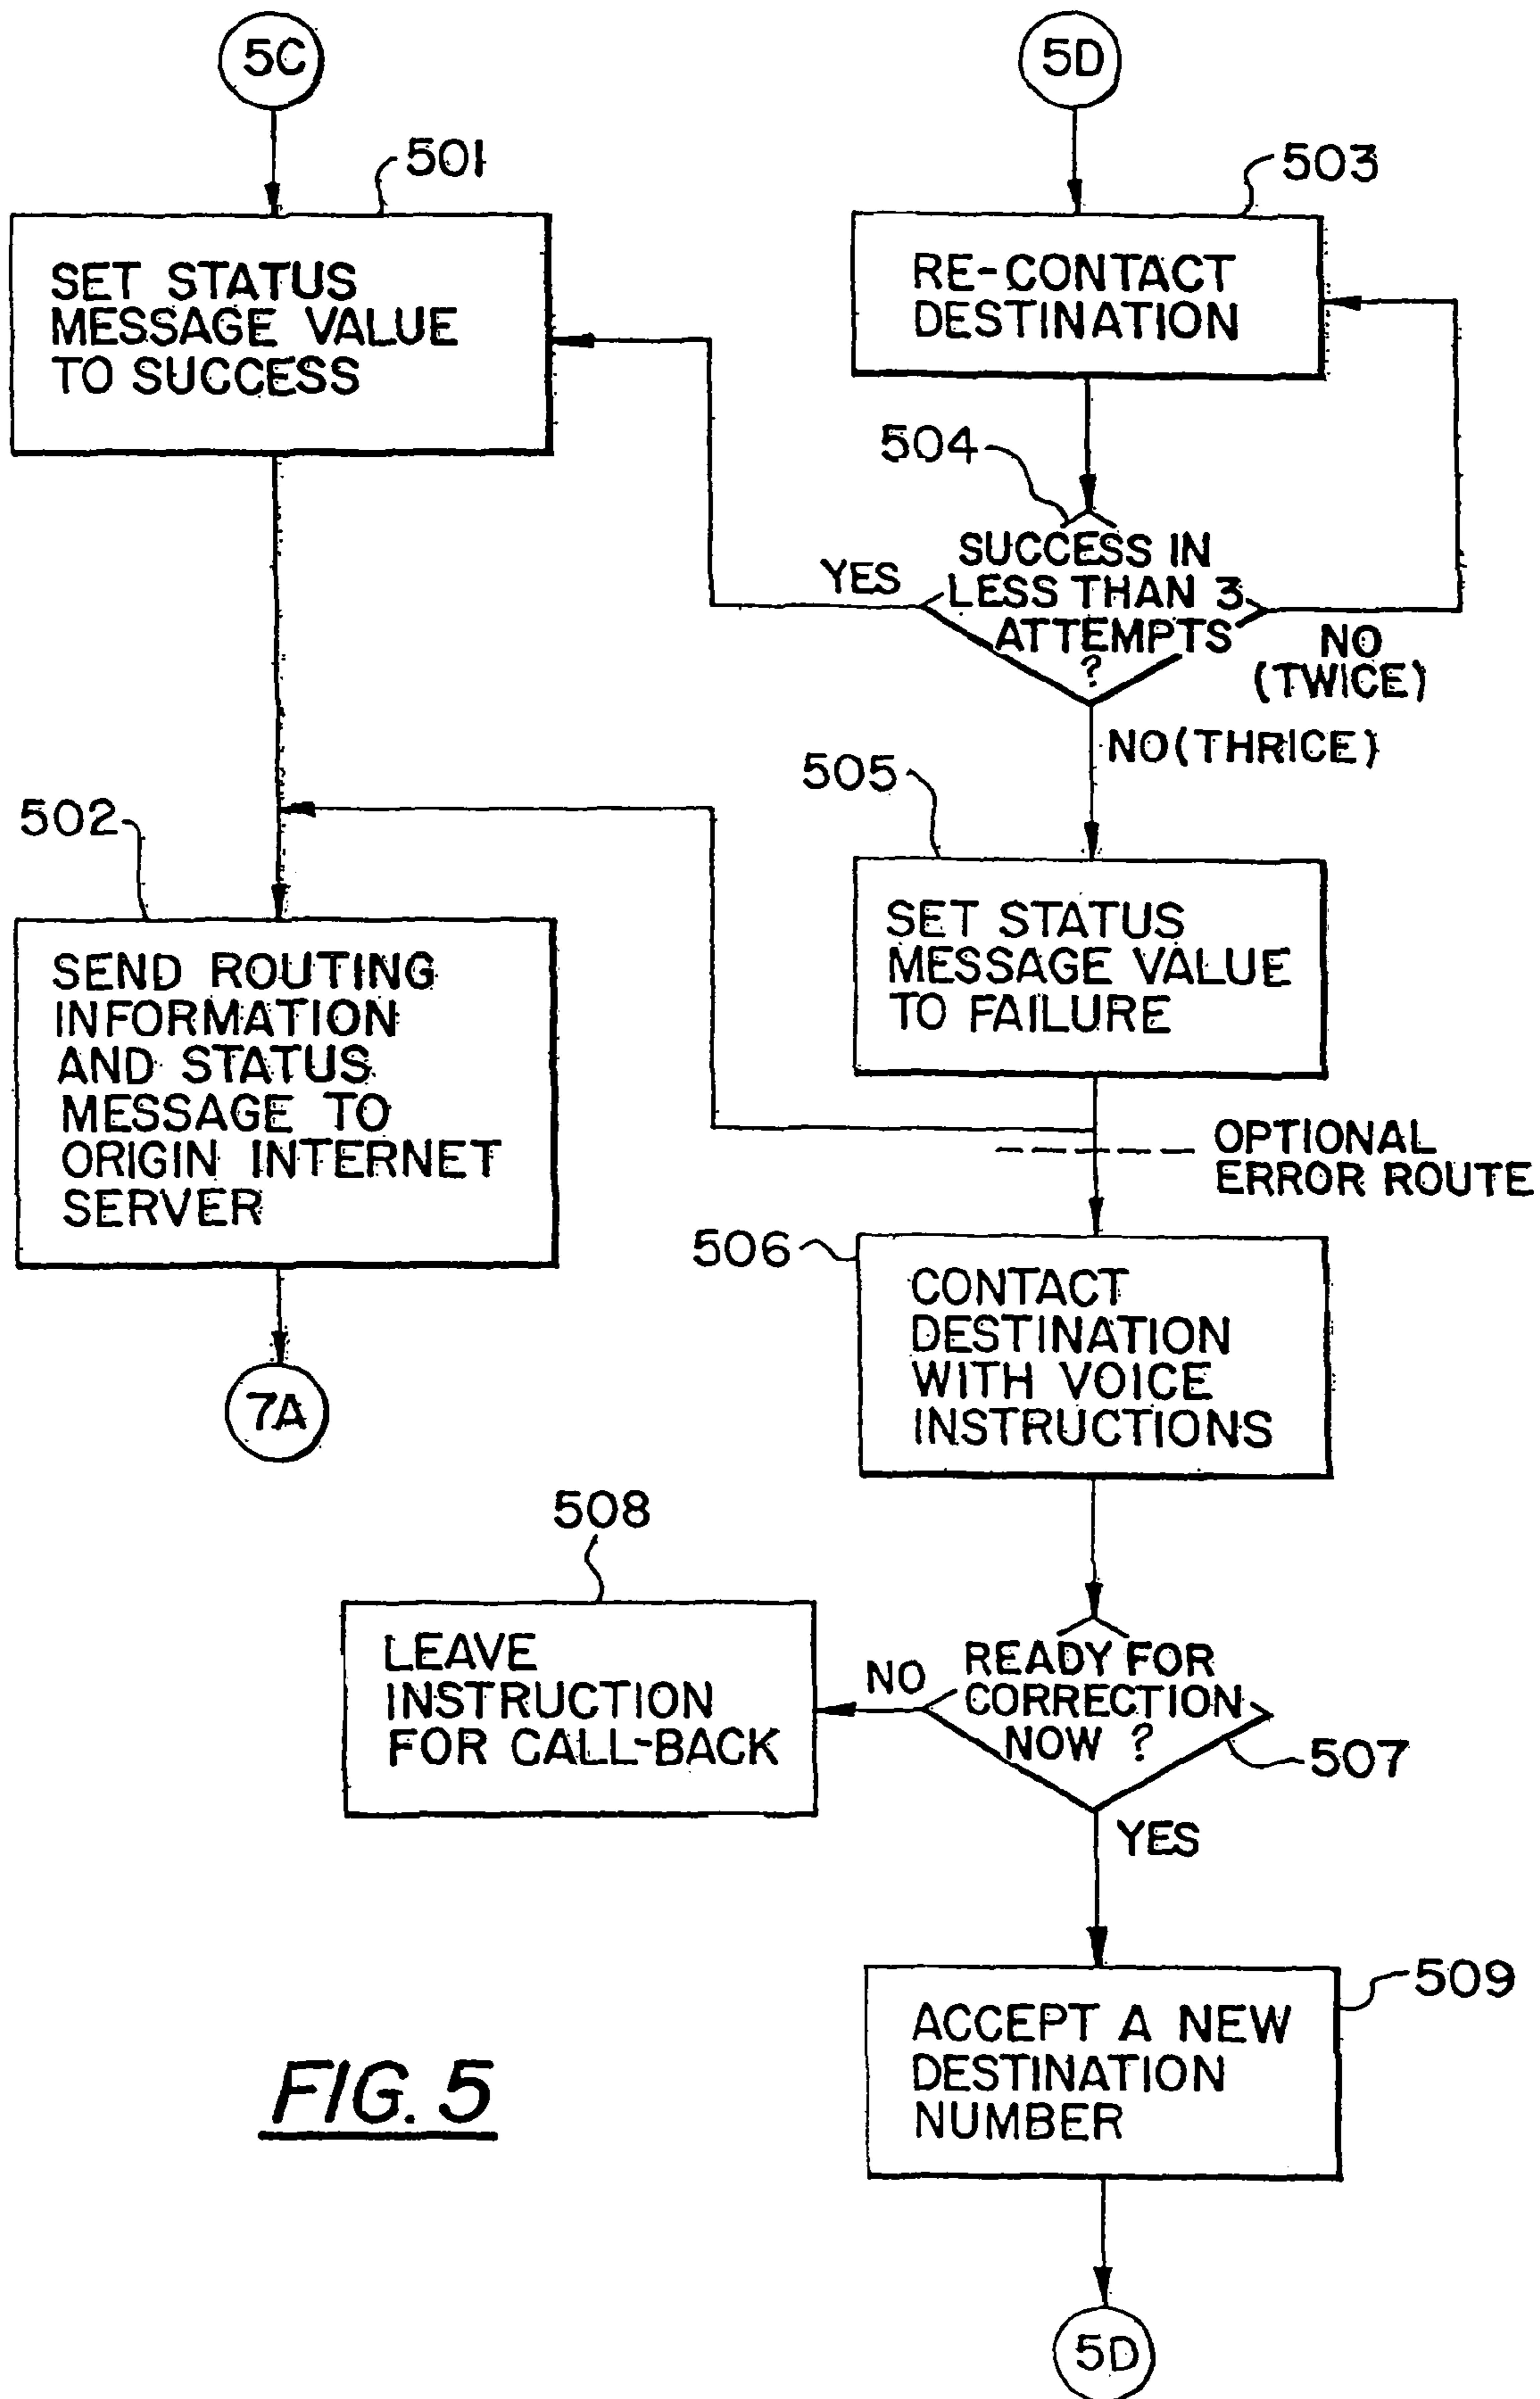 5C
5D
501
503
SET STATUS
MESSAGE VALUE
TO SUCCESS
RE-CONTACT
DESTINATION
504
SUCCESS IN
LESS THAN 3
ATTEMPTS
?
YES
NO
(TWICE)
NO(THRICE)
505
502
SET STATUS
MESSAGE VALUE
TO FAILURE
SEND ROUTING
INFORMATION
AND STATUS
MESSAGE TO
ORIGIN INTERNET
SERVER
OPTIONAL
ERROR ROUTE
506
CONTACT
DESTINATION
WITH VOICE
INSTRUCTIONS
7A
508
LEAVE
INSTRUCTION
FOR CALL-BACK
NO
READY FOR
CORRECTION
NOW ?
507
YES
509
ACCEPT A NEW
DESTINATION
NUMBER
FIG. 5
5D